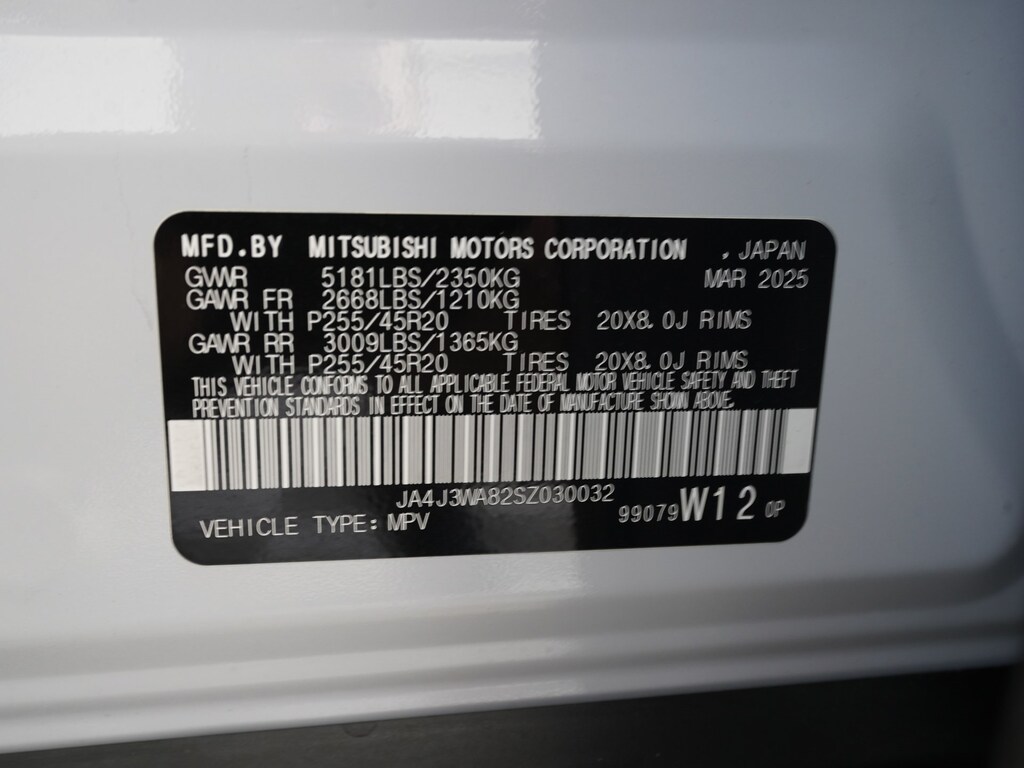 MFD.BY MITSUBISHI MOTORS CORPORATION , JAPAN
GVWR 5181LBS/2350KG MAR 2025
GAWR FR 2668LBS/1210KG
WITH P255/45R20 TIRES 20X8.0J RIMS
GAWR RR 3009LBS/1365KG
WITH P255/45R20 TIRES 20X8.0J RIMS
THIS VEHICLE CONFORMS TO ALL APPLICABLE FEDERAL MOTOR VEHICLE SAFETY AND THEFT
PREVENTION STANDARDS IN EFFECT ON THE DATE OF MANUFACTURE SHOWN ABOVE.
JA4J3WA82SZ030032
VEHICLE TYPE: MPV 99079 W12 0P